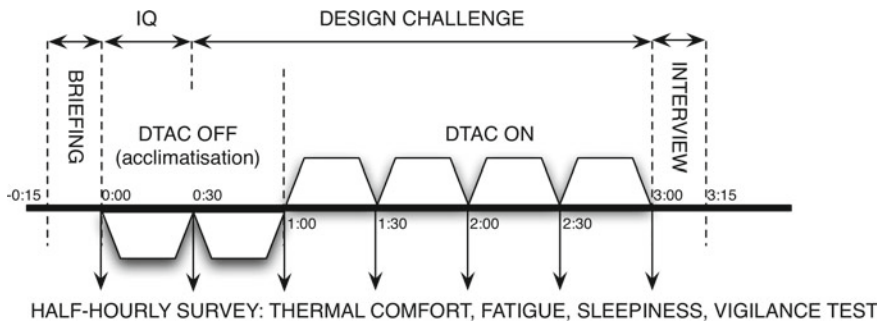 IQ
DESIGN CHALLENGE
BRIEFING
DTAC OFF
(acclimatisation)
DTAC ON
INTERVIEW
-0:15
0:00
0:30
3:00
3:15
1:00
1:30
2:00
2:30
HALF-HOURLY SURVEY: THERMAL COMFORT, FATIGUE, SLEEPINESS, VIGILANCE TEST